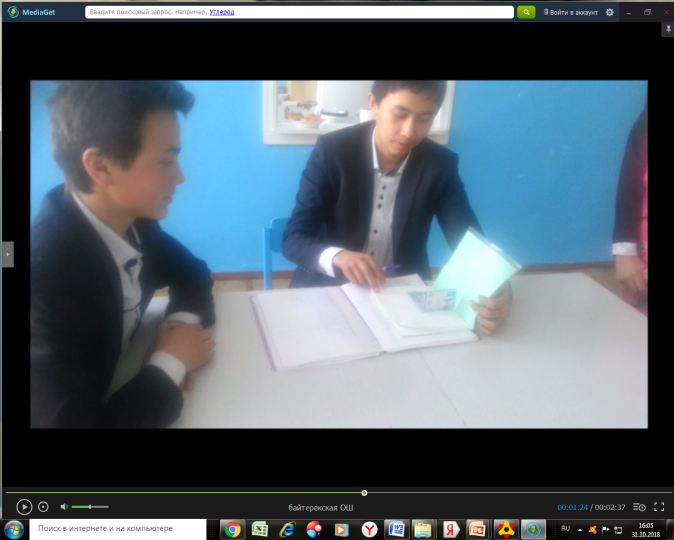 MediaGet
Введите поисковый запрос. Например, Углерод
Войти в аккаунт
байтерекская ОШ
00:01:24 / 00:02:37
Поиск в интернете и на компьютере
RU
16:05
31.10.2018